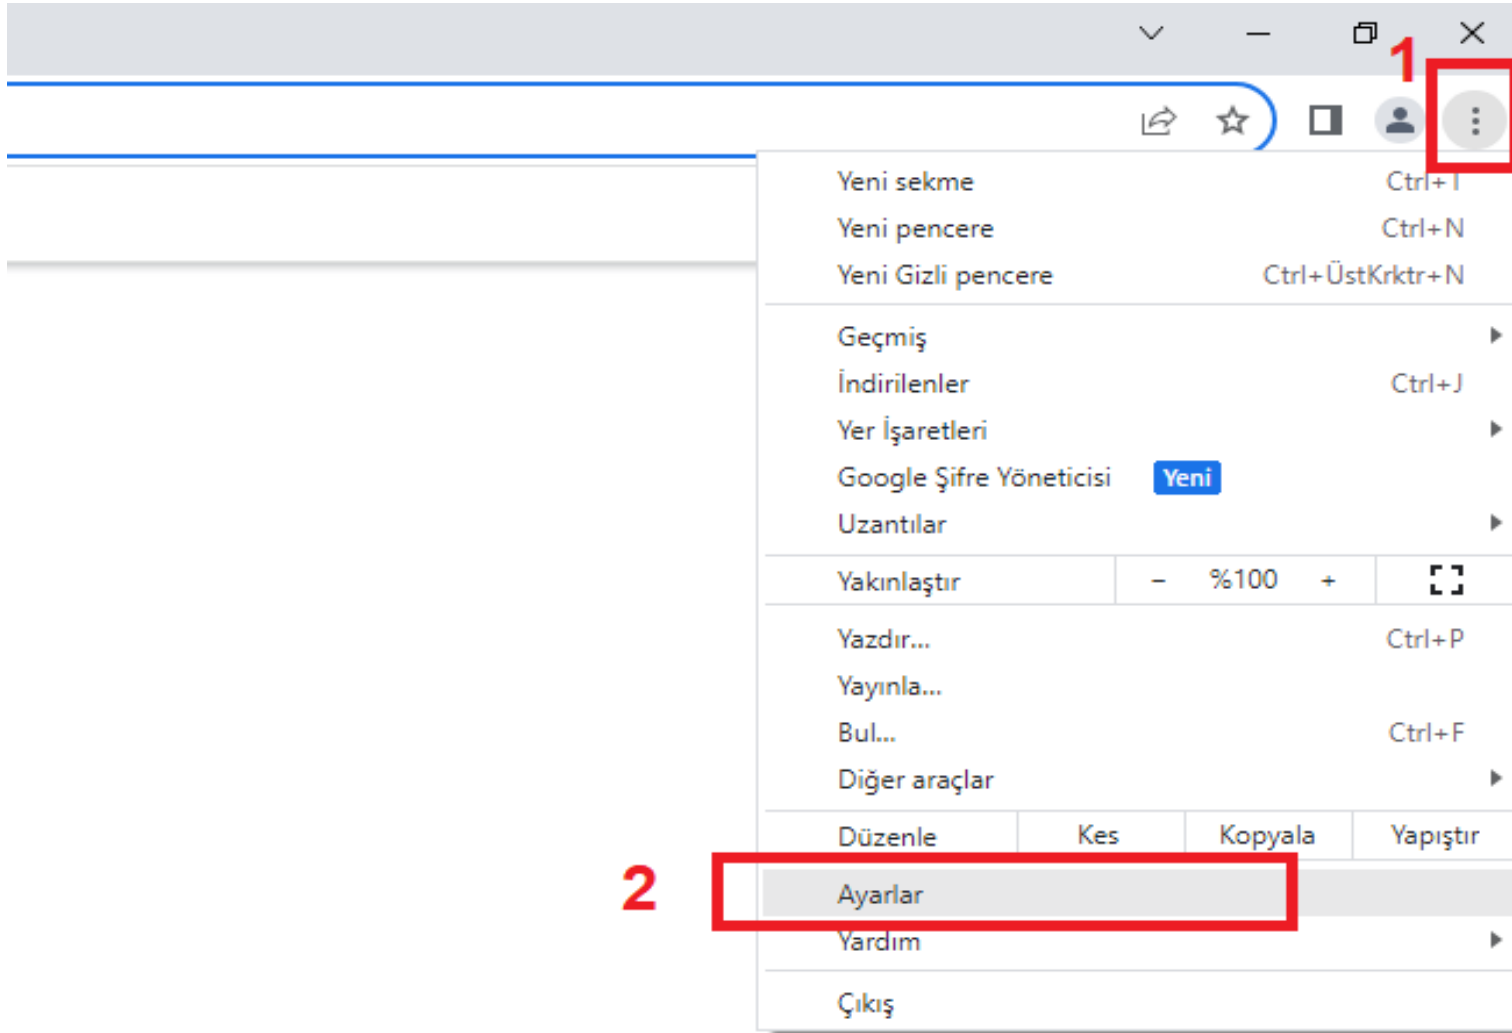 1
Yeni sekme Ctrl+T
Yeni pencere Ctrl+N
Yeni Gizli pencere Ctrl+ÜstKrktr+N
Geçmiş
İndirilenler Ctrl+J
Yer İşaretleri
Google Şifre Yöneticisi Yeni
Uzantılar
Yakınlaştır − %100 +
Yazdır...
Ctrl+P
Yayınla...
Bul... Ctrl+F
Diğer araçlar
Düzenle Kes Kopyala Yapıştır
2 Ayarlar
Yardım
Çıkış